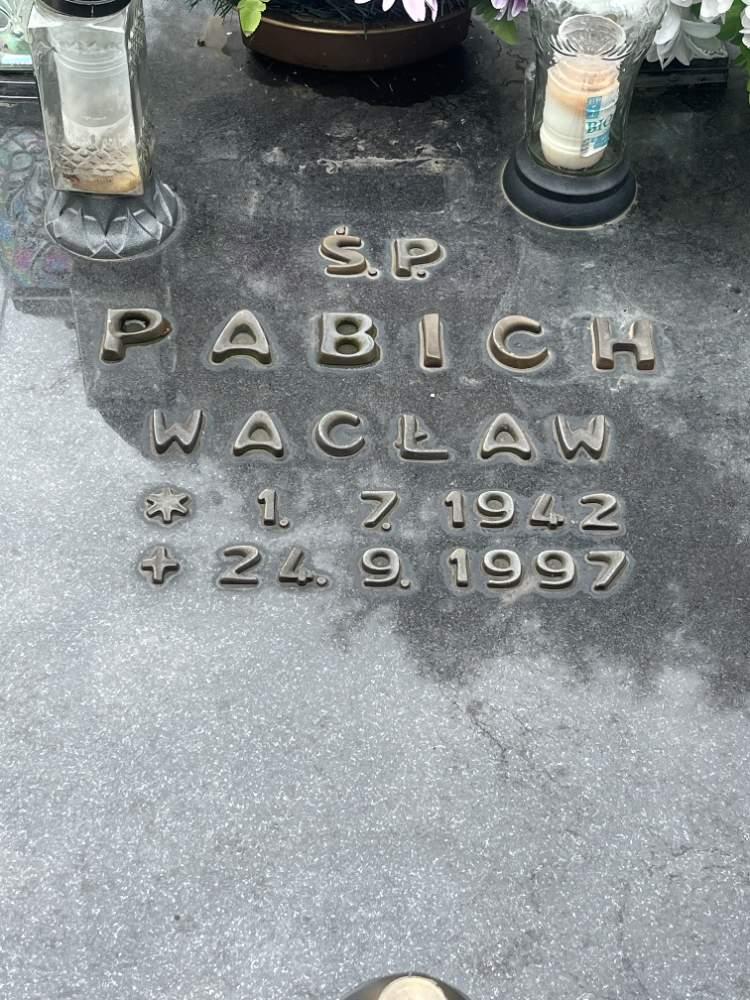 Ś.P.
PABICH
WACŁAW
* 1. 7. 1942
+ 24. 9. 1997